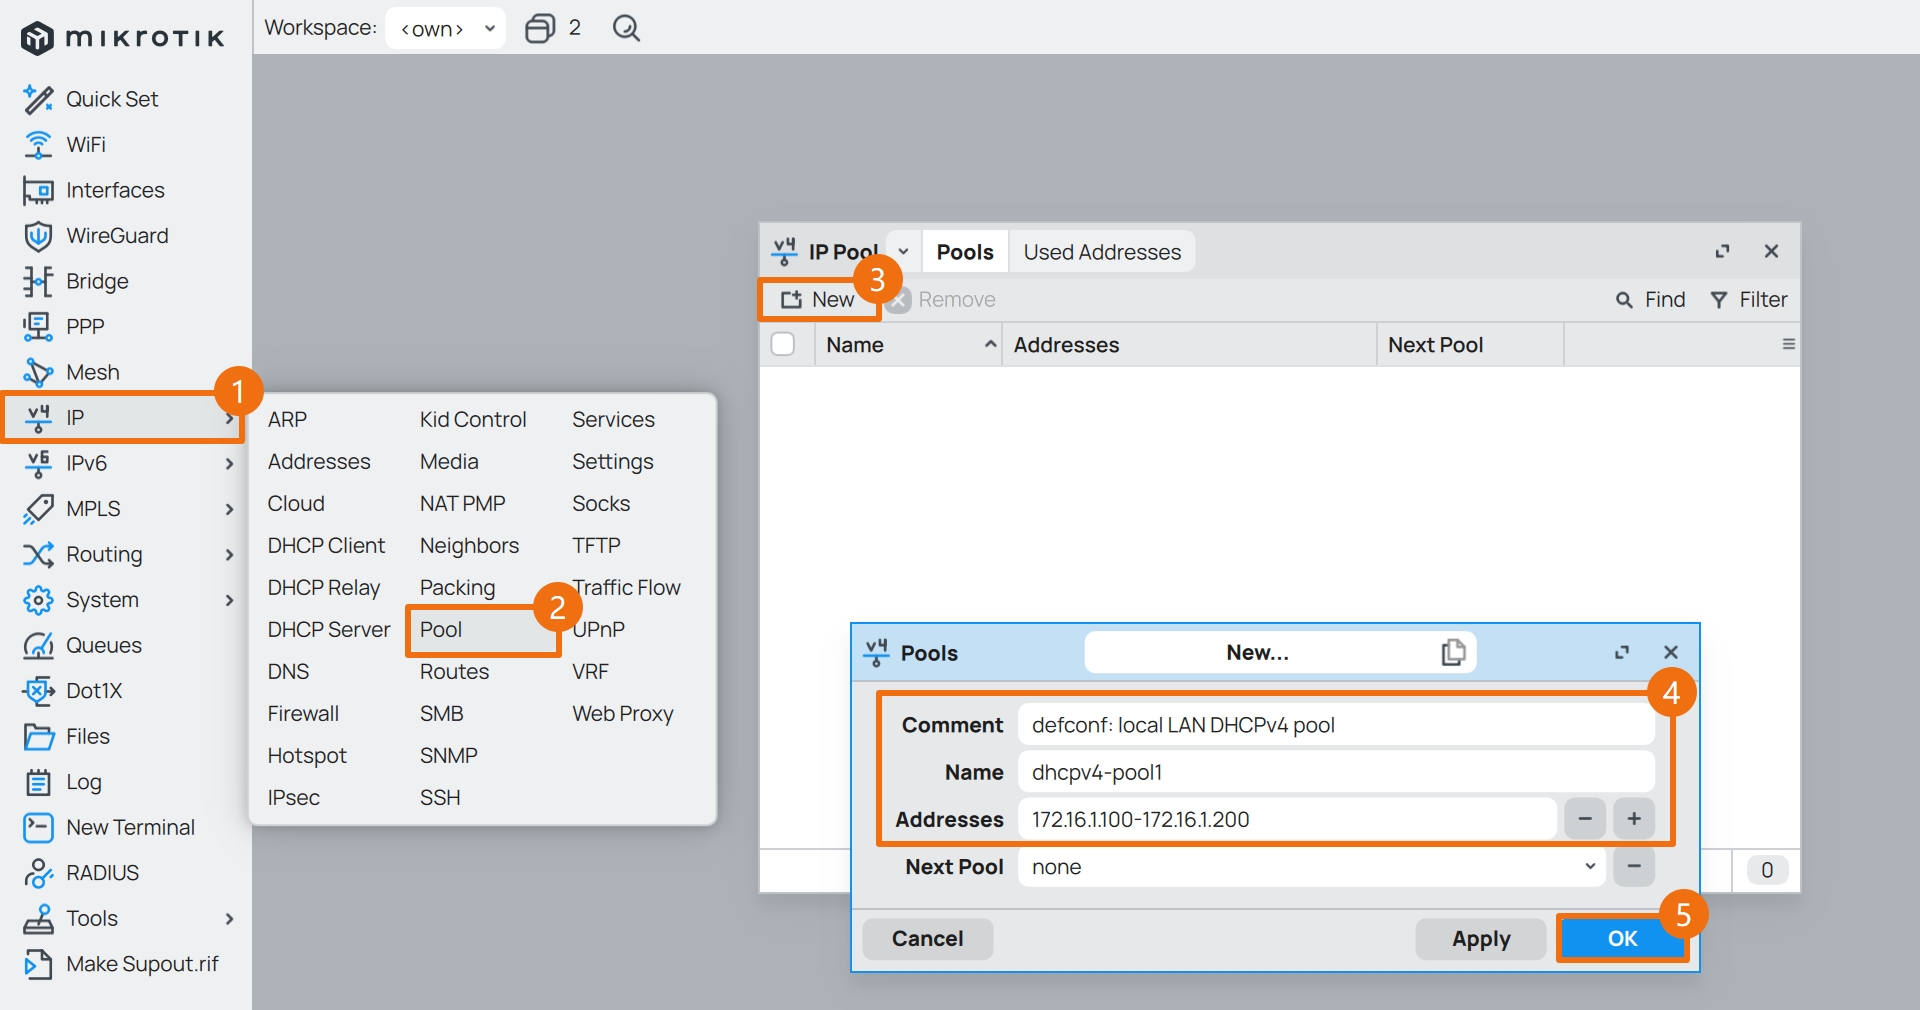 mikrotik
Workspace: <own> 2
Quick Set
WiFi
Interfaces
WireGuard
Bridge
PPP
Mesh
1
v4 IP
v6 IPv6
MPLS
Routing
System
Queues
Dot1X
Files
Log
New Terminal
RADIUS
Tools
Make Supout.rif
ARP Kid Control Services
Addresses Media Settings
Cloud NAT PMP Socks
DHCP Client Neighbors TFTP
DHCP Relay Packing Traffic Flow
2
DHCP Server Pool UPnP
DNS Routes VRF
Firewall SMB Web Proxy
Hotspot SNMP
IPsec SSH
v4 IP Pool Pools Used Addresses
3
New Remove Find Filter
Name Addresses Next Pool
0
v4 Pools New...
4
Comment defconf: local LAN DHCPv4 pool
Name dhcpv4-pool1
Addresses 172.16.1.100-172.16.1.200
Next Pool none
5
Cancel Apply OK